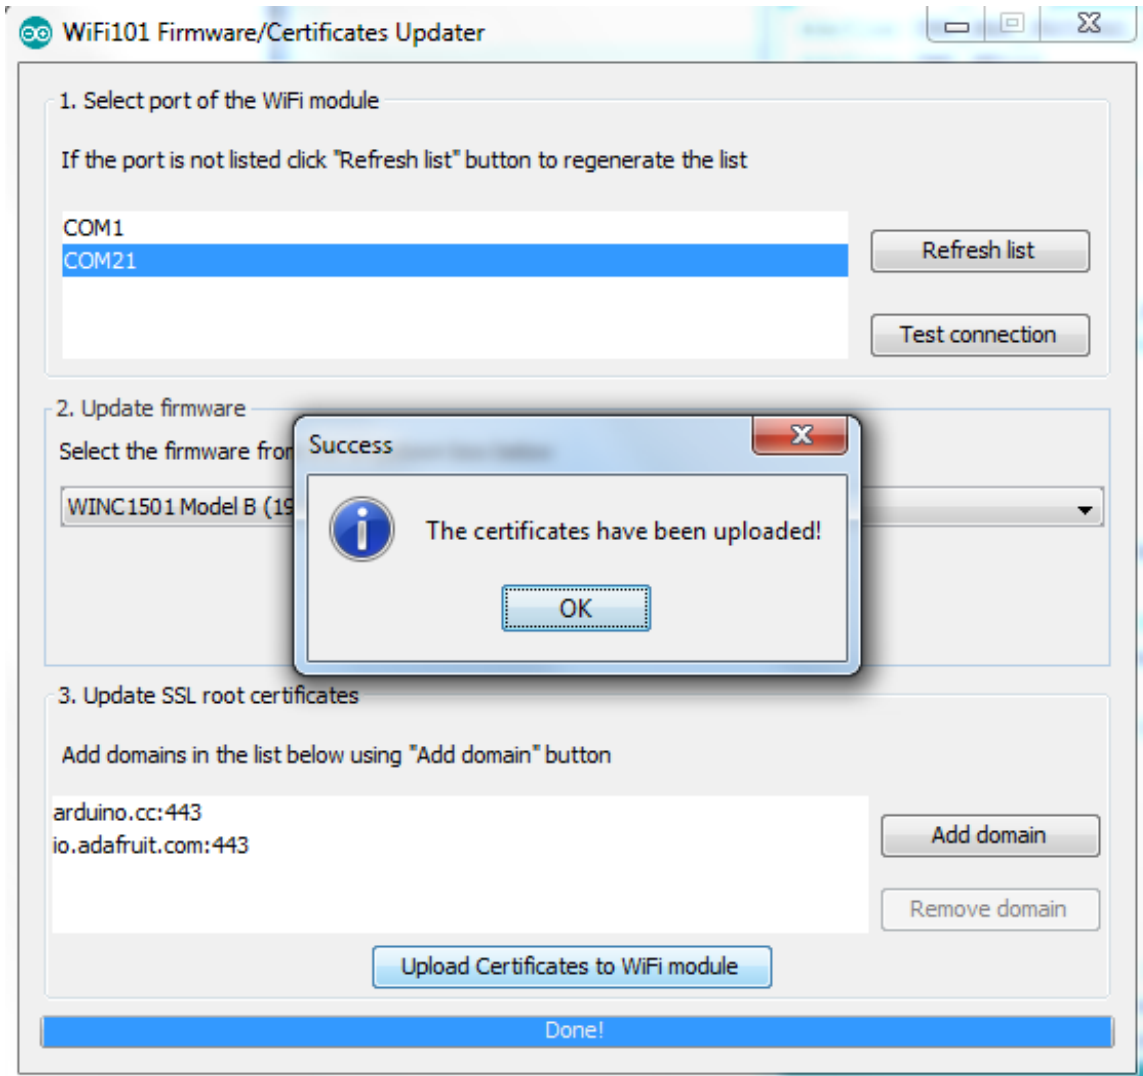 WiFi101 Firmware/Certificates Updater
1. Select port of the WiFi module
If the port is not listed click "Refresh list" button to regenerate the list
COM1
COM21
Refresh list
Test connection
2. Update firmware
Select the firmware from
WINC1501 Model B (19
Success
The certificates have been uploaded!
OK
3. Update SSL root certificates
Add domains in the list below using "Add domain" button
arduino.cc:443
io.adafruit.com:443
Add domain
Remove domain
Upload Certificates to WiFi module
Done!